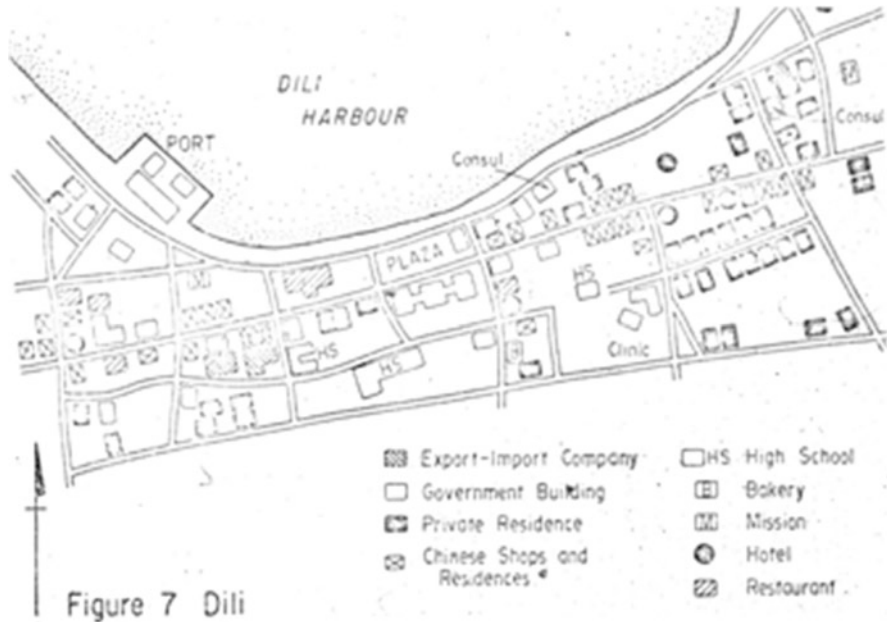 DILI
HARBOUR
PORT
Consul
Consul
PLAZA
HS
HS
HS
Clinic
Export-Import Company
Government Building
Private Residence
Chinese Shops and
Residences
HS High School
B Bakery
M Mission
Hotel
Restaurant
Figure 7 Dili